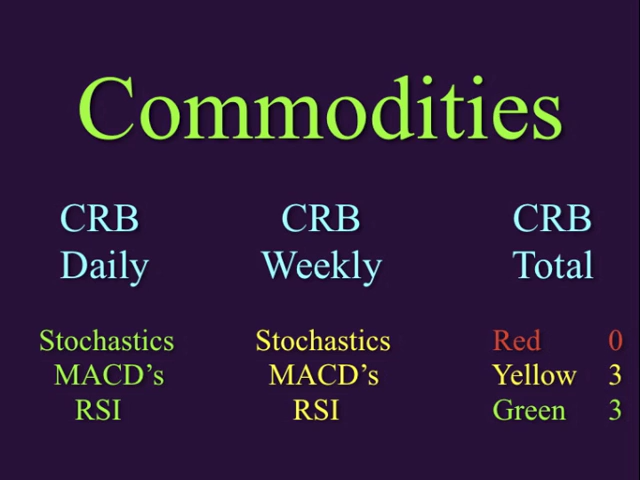 Commodities
CRB CRB CRB
Daily Weekly Total
Stochastics Stochastics Red 0
MACD’s MACD’s Yellow 3
RSI RSI Green 3